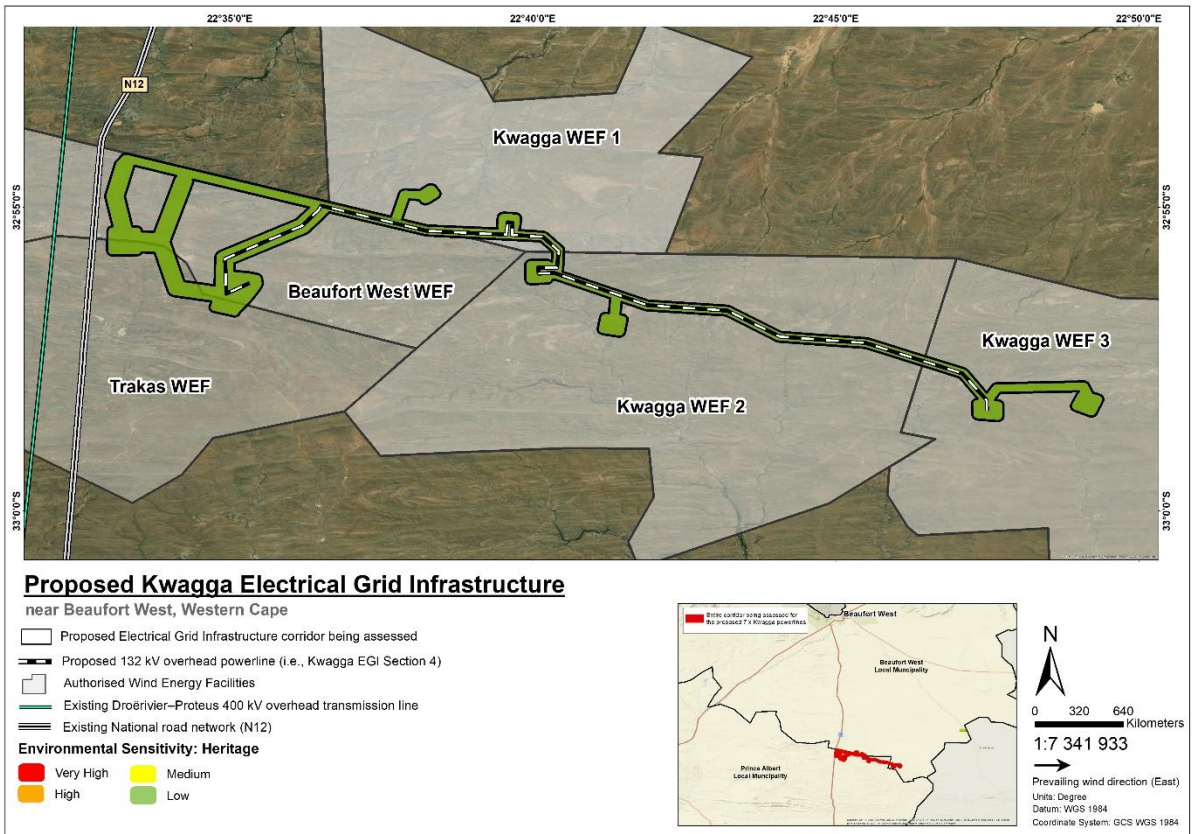 22°35'0"E 22°40'0"E 22°45'0"E 22°50'0"E
N12
Kwagga WEF 1
32°55'0"S 32°55'0"S
Beaufort West WEF
Kwagga WEF 3
Trakas WEF
Kwagga WEF 2
33°0'0"S 33°0'0"S
Proposed Kwagga Electrical Grid Infrastructure
near Beaufort West, Western Cape
Proposed Electrical Grid Infrastructure corridor being assessed
Proposed 132 kV overhead powerline (i.e., Kwagga EGI Section 4)
Authorised Wind Energy Facilities
Existing Droërivier–Proteus 400 kV overhead transmission line
Existing National road network (N12)
Environmental Sensitivity: Heritage
Very High Medium
High Low
Entire corridor being assessed for
the proposed 7 x Kwagga powerlines
Beaufort West
Beaufort West
Local Municipality
Prince Albert
Local Muncipality
N
0 320 640
Kilometers
1:7 341 933
Prevailing wind direction (East)
Units: Degree
Datum: WGS 1984
Coordinate System: GCS WGS 1984